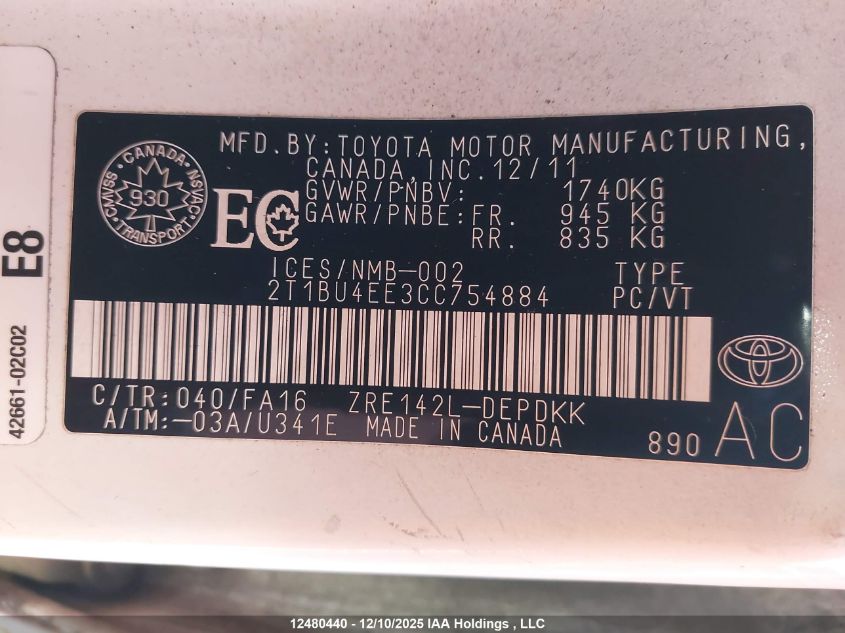 MFD.BY:TOYOTA MOTOR MANUFACTURING,
CANADA,INC.12/11
GVWR/PNBV: 1740KG
GAWR/PNBE:FR. 945 KG
RR. 835 KG
CANADA
CMVSS 930 NSVAC
TRANSPORT
EC
ICES/NMB-002 TYPE
2T1BU4EE3CC754884 PC/VT
C/TR:040/FA16 ZRE142L-DEPDKK
A/TM:-03A/U341E MADE IN CANADA
890 AC
E8
42661-02C02
12480440 - 12/10/2025 IAA Holdings , LLC